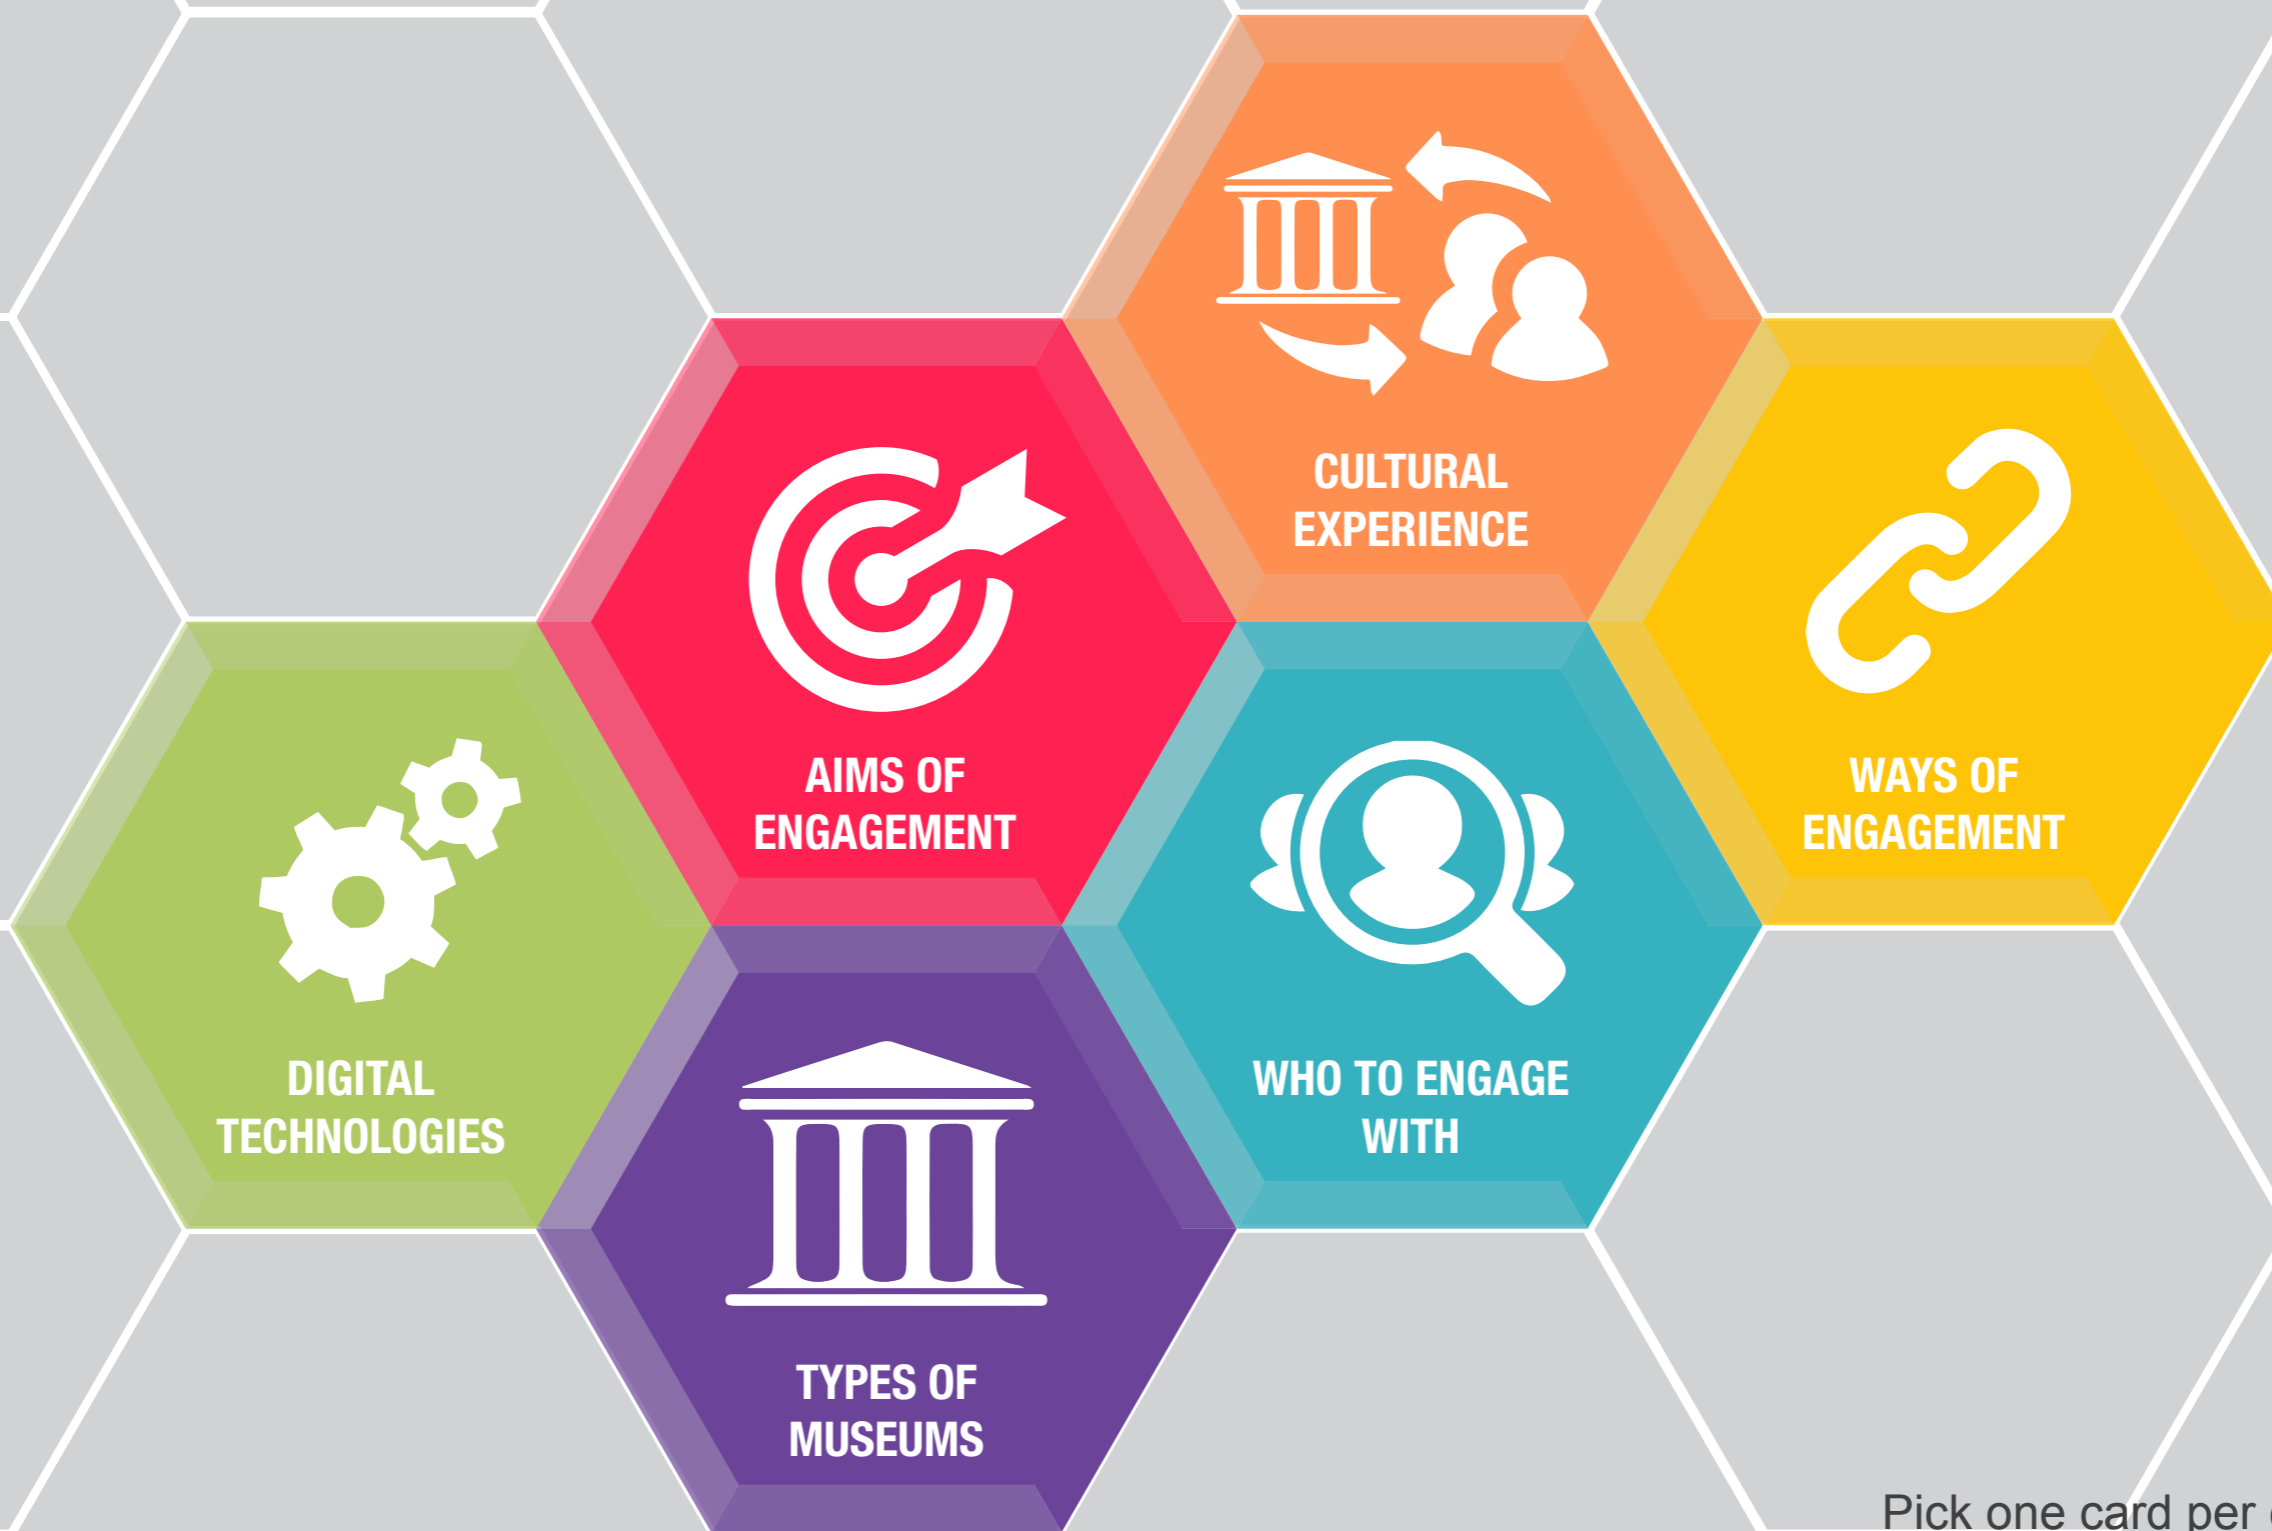 CULTURAL
EXPERIENCE
AIMS OF
ENGAGEMENT
WAYS OF
ENGAGEMENT
DIGITAL
TECHNOLOGIES
WHO TO ENGAGE
WITH
TYPES OF
MUSEUMS
Pick one card per